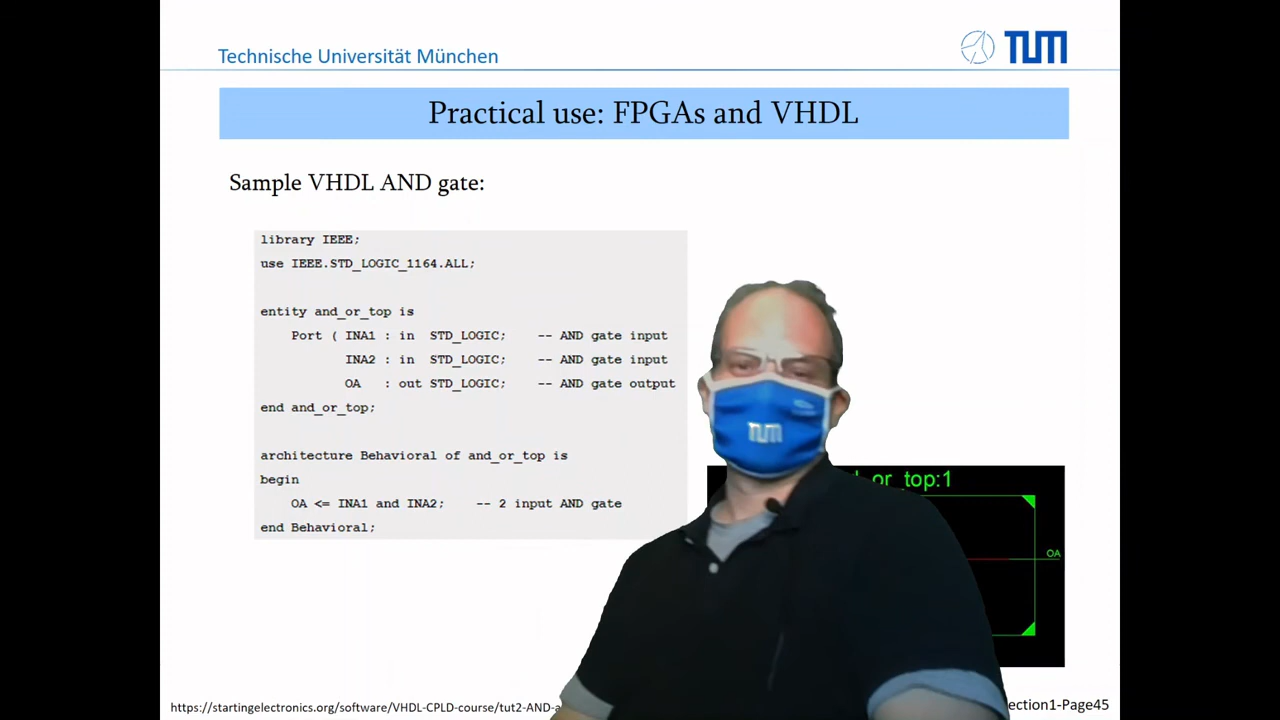 Technische Universität München
TUM
Practical use: FPGAs and VHDL
Sample VHDL AND gate:
library IEEE;
use IEEE.STD_LOGIC_1164.ALL;
entity and_or_top is
Port ( INA1 : in STD_LOGIC; -- AND gate input
INA2 : in STD_LOGIC; -- AND gate input
OA : out STD_LOGIC; -- AND gate output
end and_or_top;
architecture Behavioral of and_or_top is
begin
OA <= INA1 and INA2; -- 2 input AND gate
end Behavioral;
TUM
or_top:1
OA
https://startingelectronics.org/software/VHDL-CPLD-course/tut2-AND-
ection1-Page45